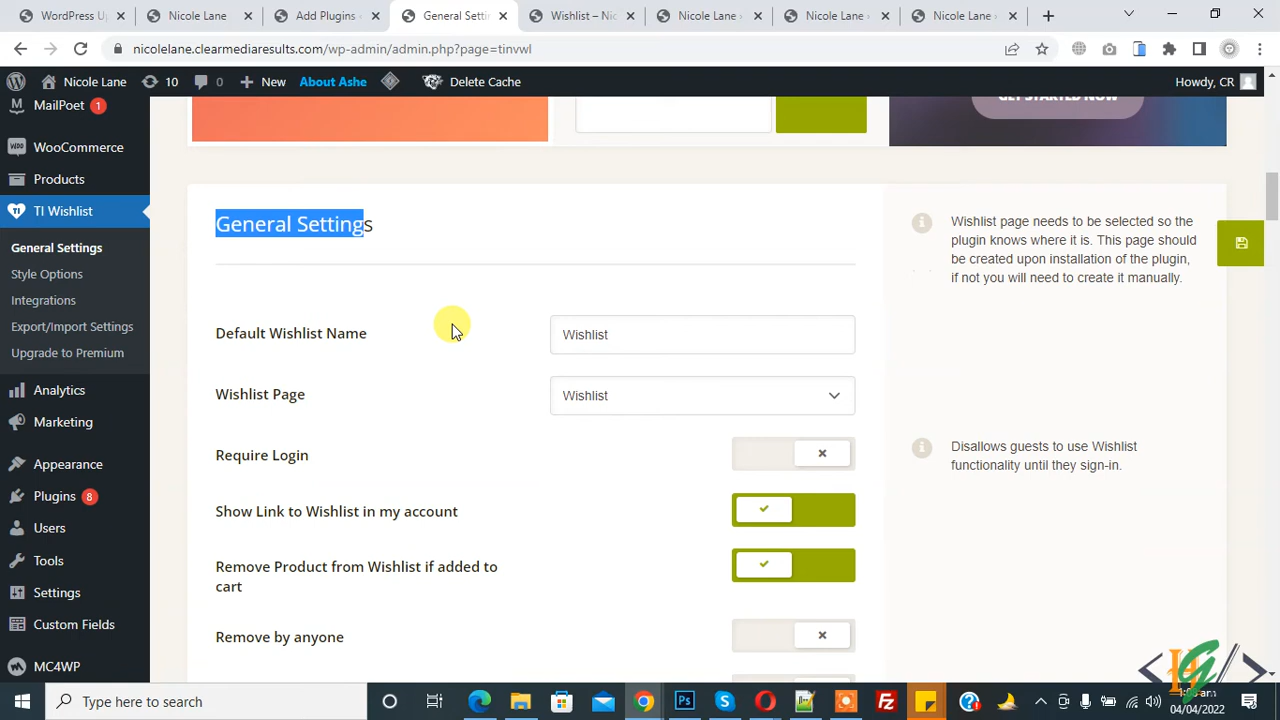 WordPress U
Nicole Lane
Add Plugins
General Setti
Wishlist – Nic
Nicole Lane
Nicole Lane
Nicole Lane
nicolelane.clearmediaresults.com/wp-admin/admin.php?page=tinvwl
Nicole Lane
10
0
New
About Ashe
Delete Cache
Howdy, CR
MailPoet 1
GET STARTED NOW
WooCommerce
Products
TI Wishlist
General Settings
Style Options
Integrations
Export/Import Settings
Upgrade to Premium
Analytics
Marketing
Appearance
Plugins 8
Users
Tools
Settings
Custom Fields
MC4WP
General Settings
Wishlist page needs to be selected so the
plugin knows where it is. This page should
be created upon installation of the plugin,
if not you will need to create it manually.
Default Wishlist Name
Wishlist
Wishlist Page
Wishlist
Require Login
Disallows guests to use Wishlist
functionality until they sign-in.
Show Link to Wishlist in my account
Remove Product from Wishlist if added to
cart
Remove by anyone
Type here to search
04/04/2022